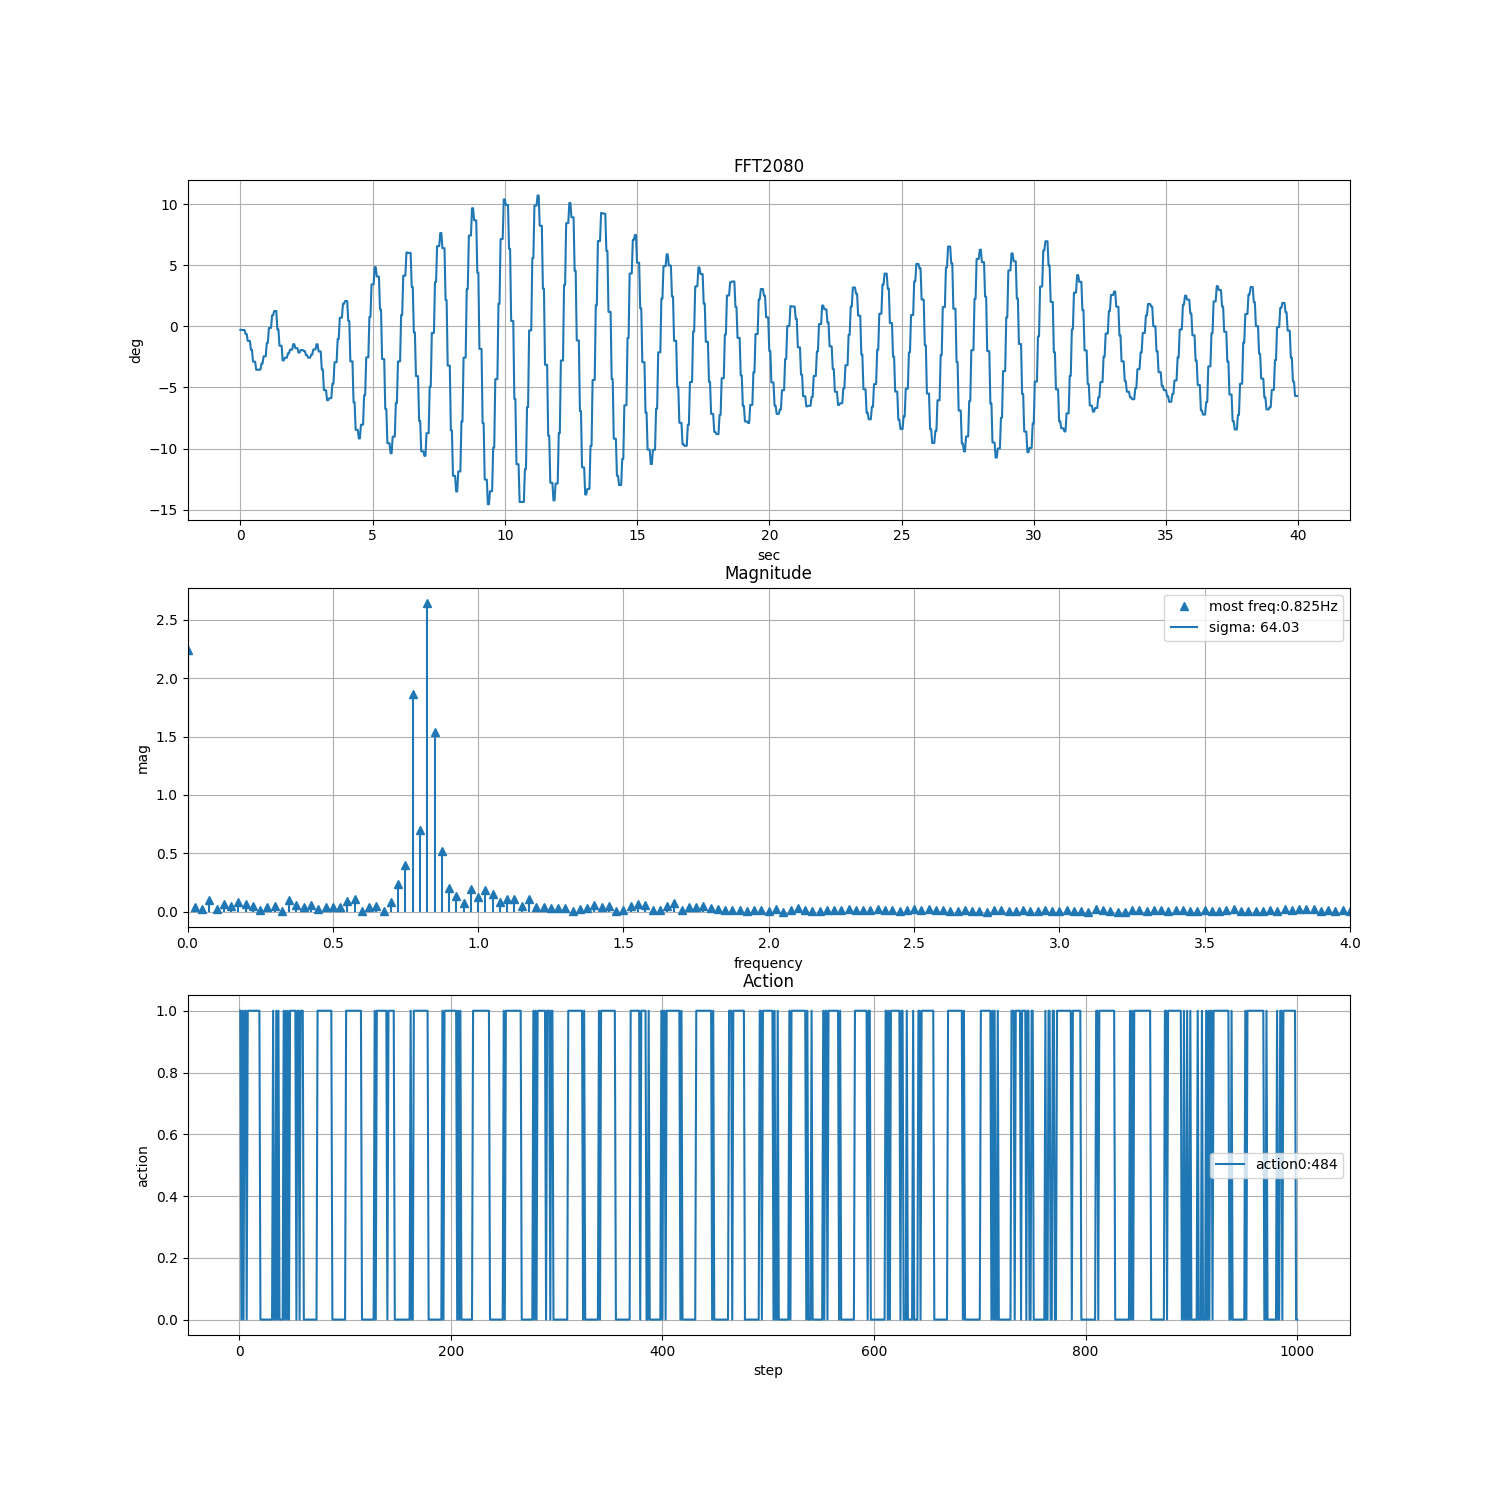 FFT2080
10
5
0
−5
−10
−15
deg
0 5 10 15 20 25 30 35 40
sec
Magnitude
most freq:0.825Hz
sigma: 64.03
2.5
2.0
1.5
1.0
0.5
0.0
mag
0.0 0.5 1.0 1.5 2.0 2.5 3.0 3.5 4.0
frequency
Action
1.0
0.8
0.6
0.4
0.2
0.0
action
action0:484
0 200 400 600 800 1000
step